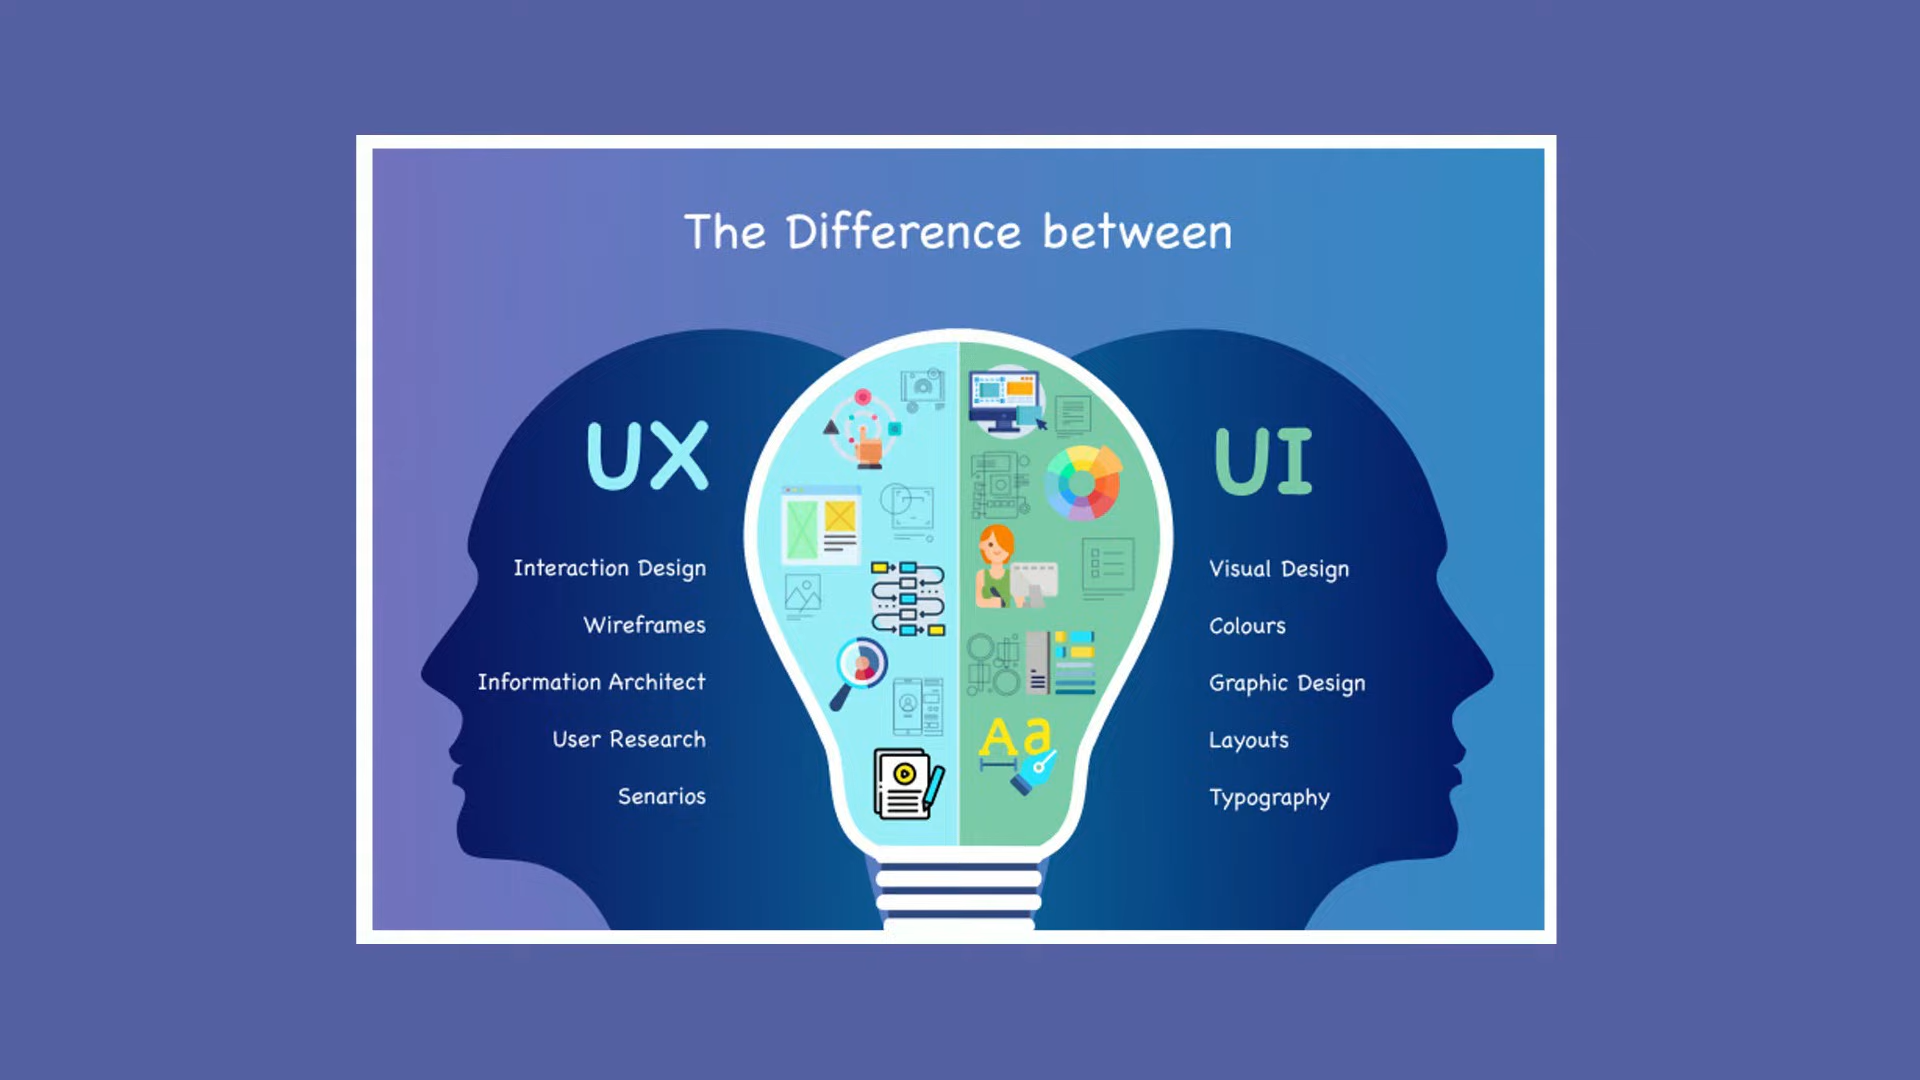 The Difference between
UX
Interaction Design
Wireframes
Information Architect
User Research
Senarios
Aa
UI
Visual Design
Colours
Graphic Design
Layouts
Typography